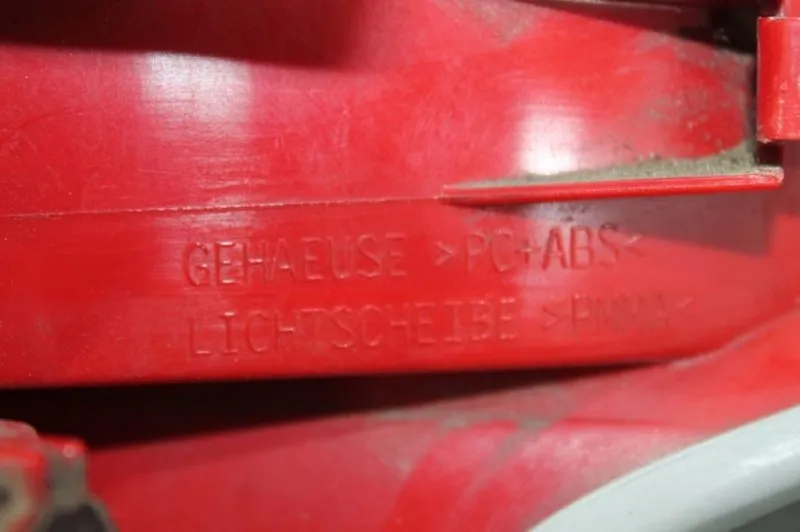 GEHAEUSE >PC+ABS<
LICHTSCHEIBE >PMMA<